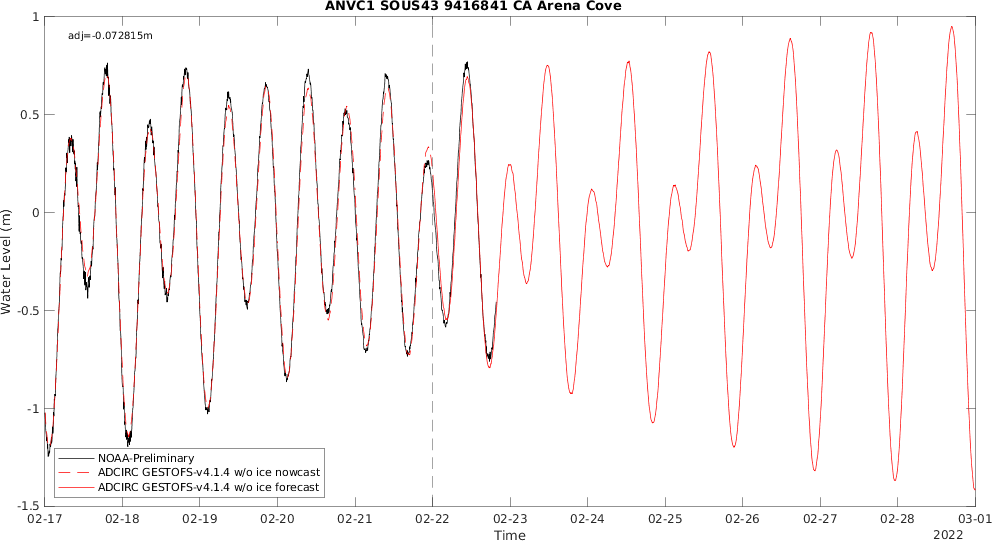 ANVC1 SOUS43 9416841 CA Arena Cove
adj=-0.072815m
1
0.5
0
-0.5
-1
-1.5
Water Level (m)
NOAA-Preliminary
ADCIRC GESTOFS-v4.1.4 w/o ice nowcast
ADCIRC GESTOFS-v4.1.4 w/o ice forecast
02-17 02-18 02-19 02-20 02-21 02-22 02-23 02-24 02-25 02-26 02-27 02-28 03-01
Time
2022